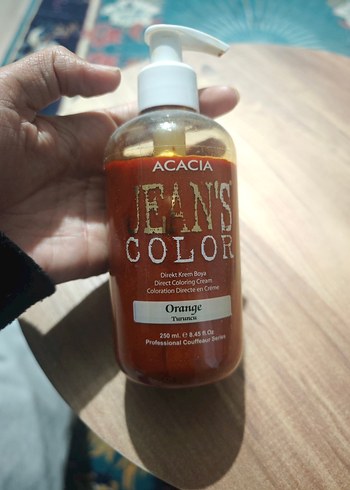 ACACIA
JEAN'S
COLOR
Direkt Krem Boya
Direct Coloring Cream
Coloration Directe en Crème
Orange
Turuncu
250 ml. ℮ 8.45 fl.Oz
Professional Couffeaur Series